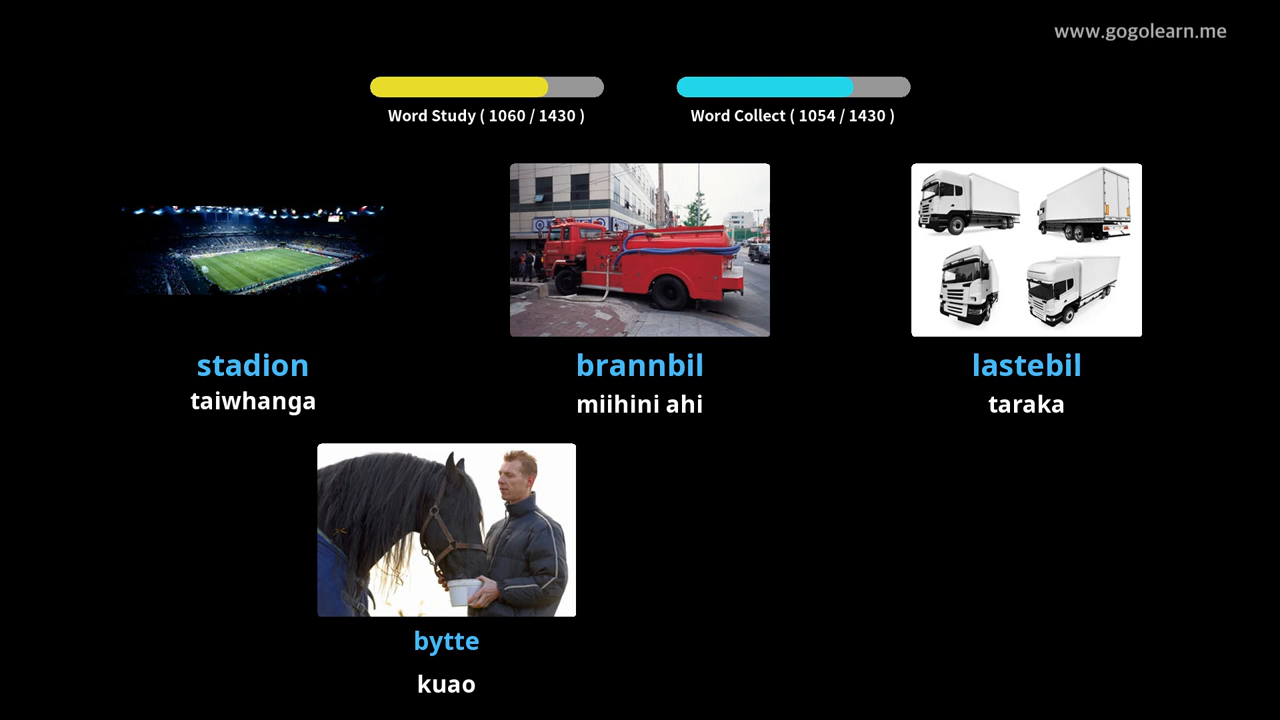 www.gogolearn.me
Word Study ( 1060 / 1430 )
Word Collect ( 1054 / 1430 )
stadion
taiwhanga
brannbil
miihini ahi
lastebil
taraka
bytte
kuao